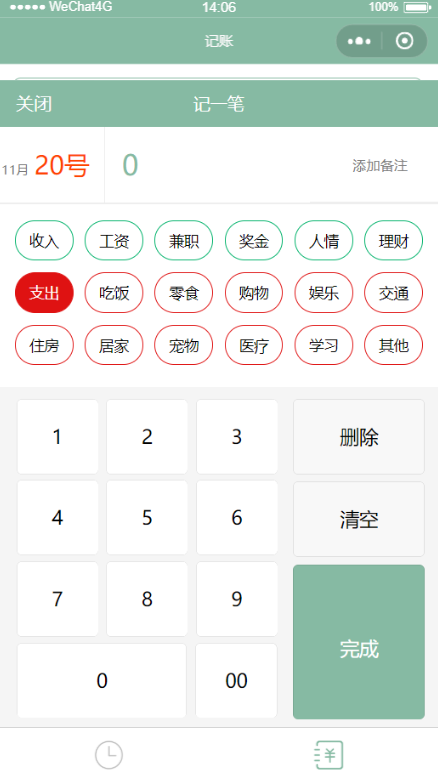 WeChat4G 14:06 100%
记账
关闭 记一笔
11月 20号 0 添加备注
收入 工资 兼职 奖金 人情 理财
支出 吃饭 零食 购物 娱乐 交通
住房 居家 宠物 医疗 学习 其他
1 2 3 删除
4 5 6 清空
7 8 9
完成
0 00
¥